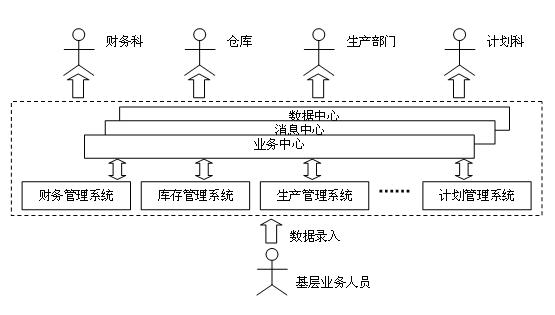 财务科 仓库 生产部门 计划科
数据中心
消息中心
业务中心
财务管理系统 库存管理系统 生产管理系统 …… 计划管理系统
数据录入
基层业务人员